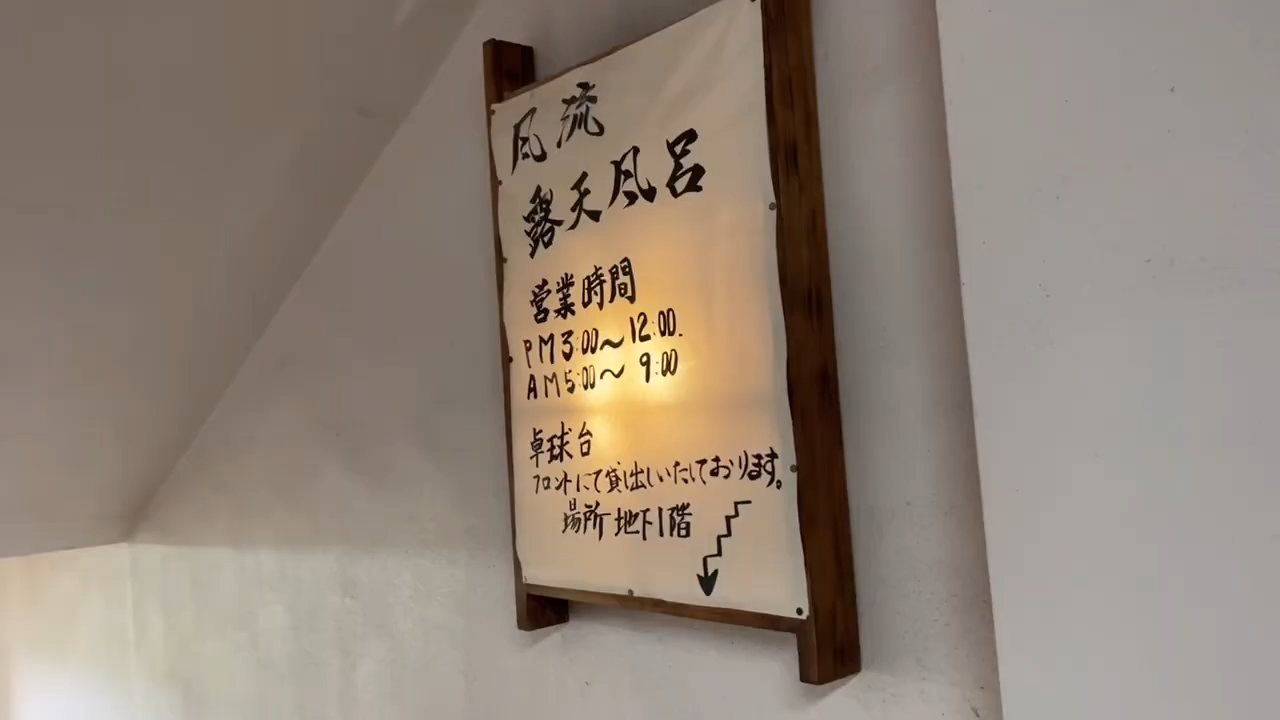 風流
露天風呂
営業時間
PM3:00～12:00.
AM5:00～9:00
卓球台
フロントにて貸し出しいたしております。
場所 地下1階